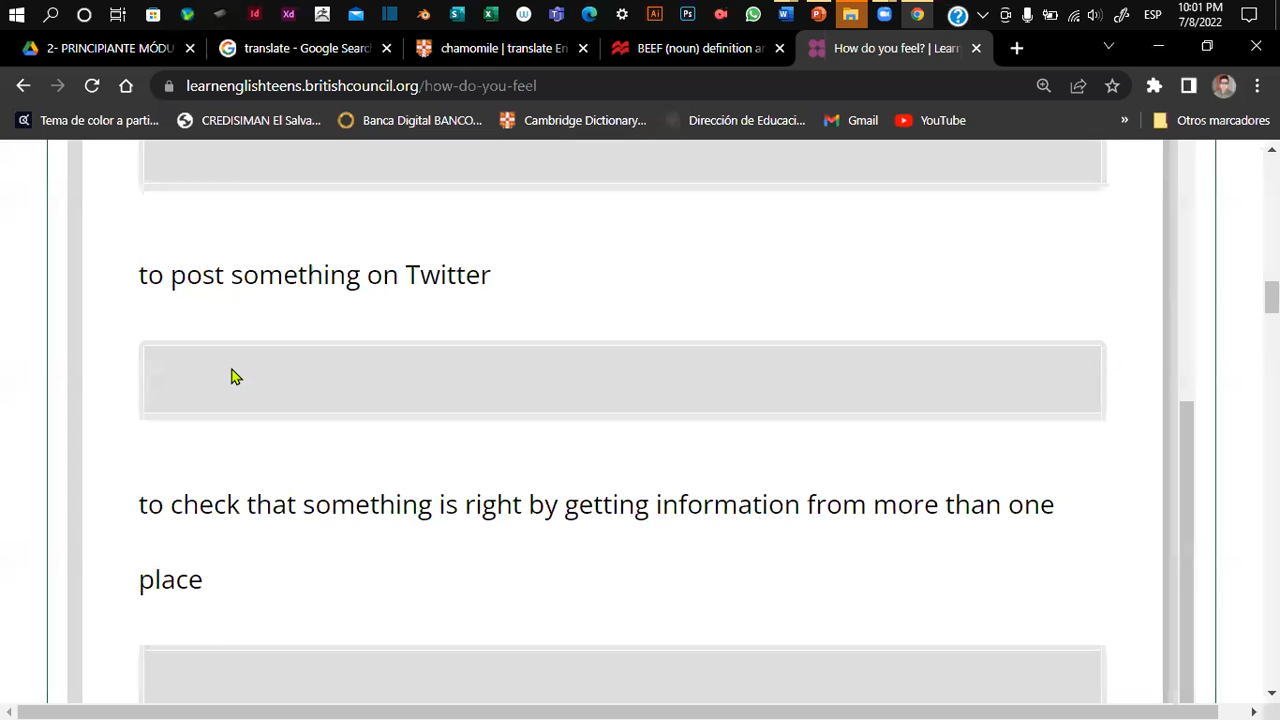 10:01 PM
ESP
7/8/2022
2- PRINCIPIANTE MÓDU
translate - Google Searc
chamomile | translate En
BEEF (noun) definition ar
How do you feel? | Learn
learnenglishteens.britishcouncil.org/how-do-you-feel
Tema de color a parti...
CREDISIMAN El Salva...
Banca Digital BANCO...
Cambridge Dictionary...
Dirección de Educaci...
Gmail
YouTube
»
Otros marcadores
to post something on Twitter
to check that something is right by getting information from more than one
place